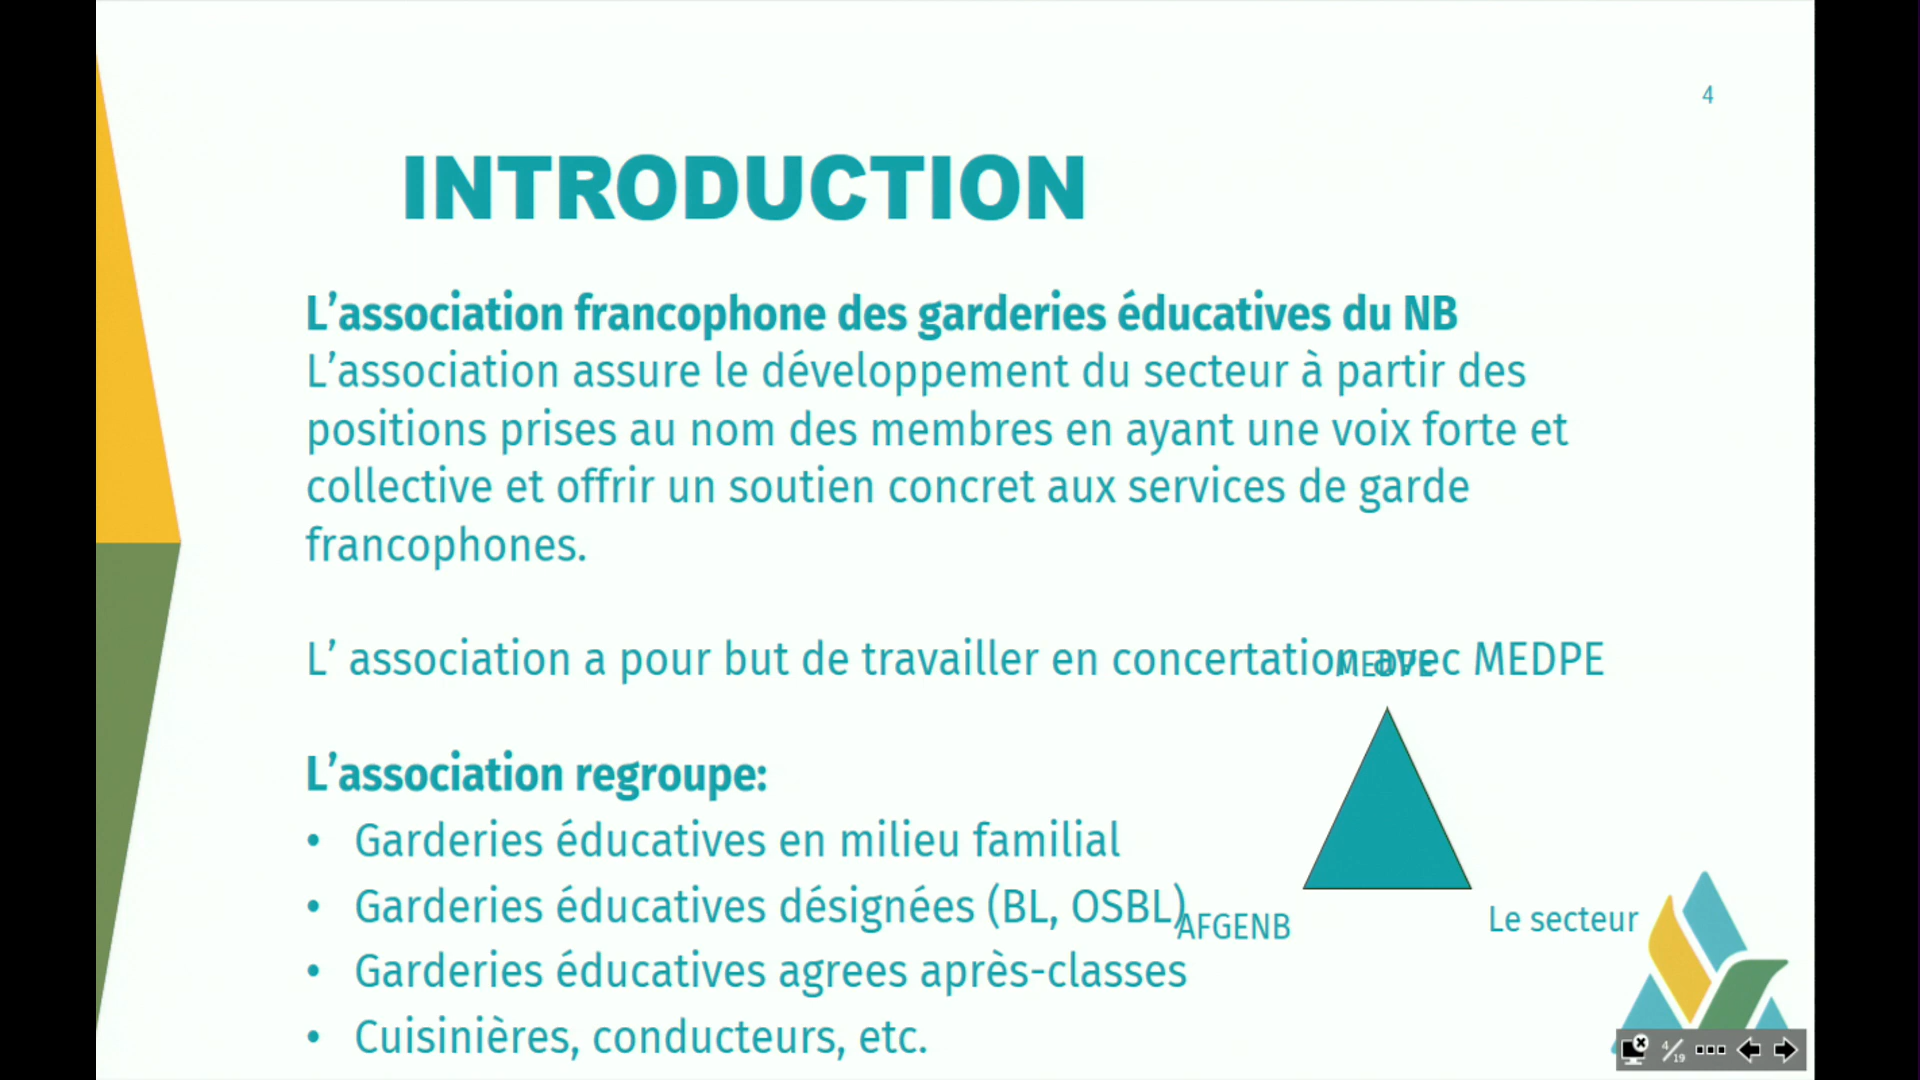 4
INTRODUCTION
L’association francophone des garderies éducatives du NB
L’association assure le développement du secteur à partir des
positions prises au nom des membres en ayant une voix forte et
collective et offrir un soutien concret aux services de garde
francophones.
L’ association a pour but de travailler en concertation avec MEDPE
MEDPE
L’association regroupe:
• Garderies éducatives en milieu familial
• Garderies éducatives désignées (BL, OSBL)
AFGENB
Le secteur
• Garderies éducatives agrees après-classes
• Cuisinières, conducteurs, etc.
4/19